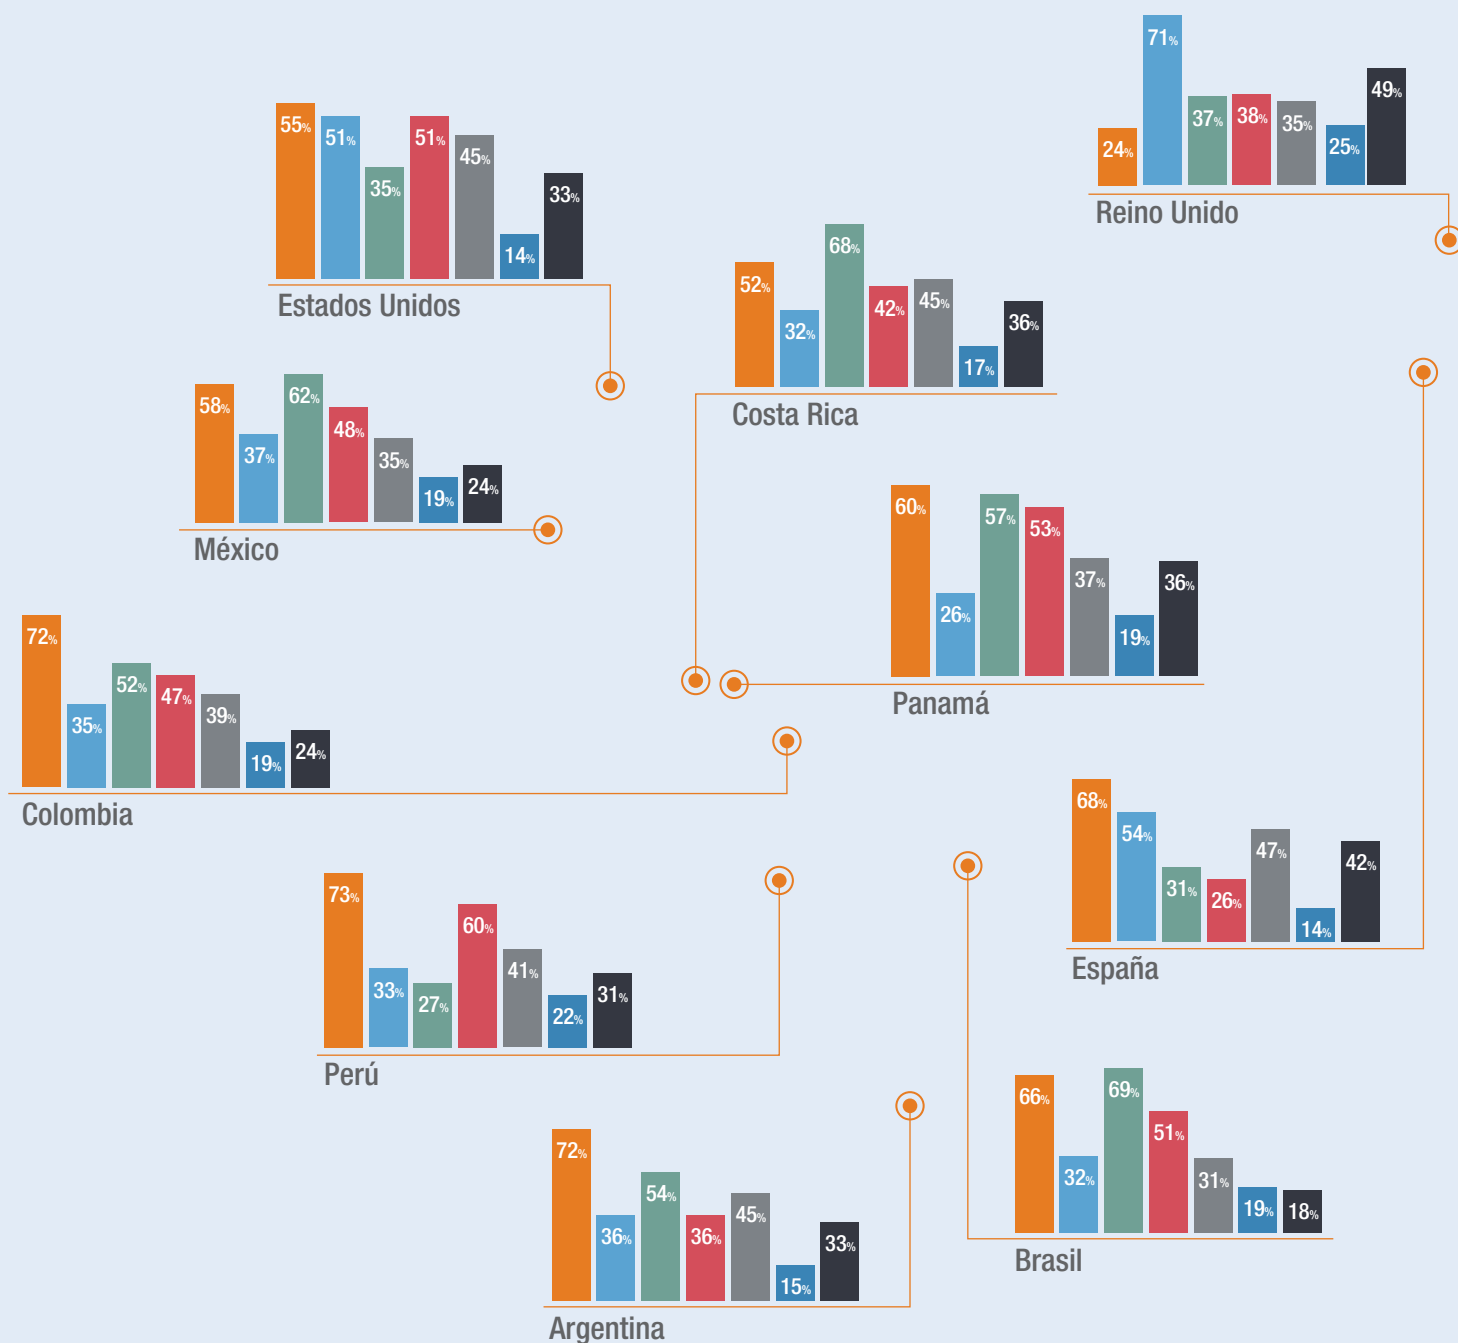 55% 51% 35% 51% 45% 14% 33%
Estados Unidos
24% 71% 37% 38% 35% 25% 49%
Reino Unido
52% 32% 68% 42% 45% 17% 36%
Costa Rica
58% 37% 62% 48% 35% 19% 24%
México
60% 26% 57% 53% 37% 19% 36%
Panamá
72% 35% 52% 47% 39% 19% 24%
Colombia
68% 54% 31% 26% 47% 14% 42%
España
73% 33% 27% 60% 41% 22% 31%
Perú
66% 32% 69% 51% 31% 19% 18%
Brasil
72% 36% 54% 36% 45% 15% 33%
Argentina